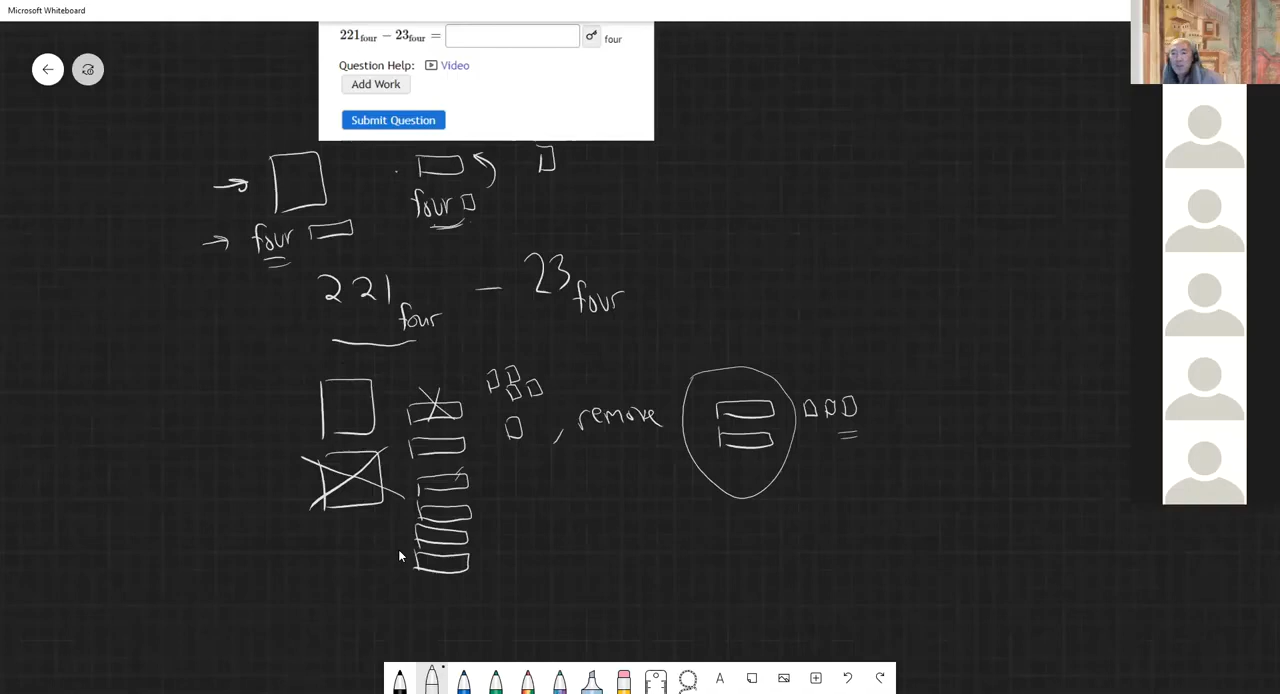 Microsoft Whiteboard
221four − 23four = four
Question Help: Video
Add Work
Submit Question
four
four
221four − 23four
, remove
A